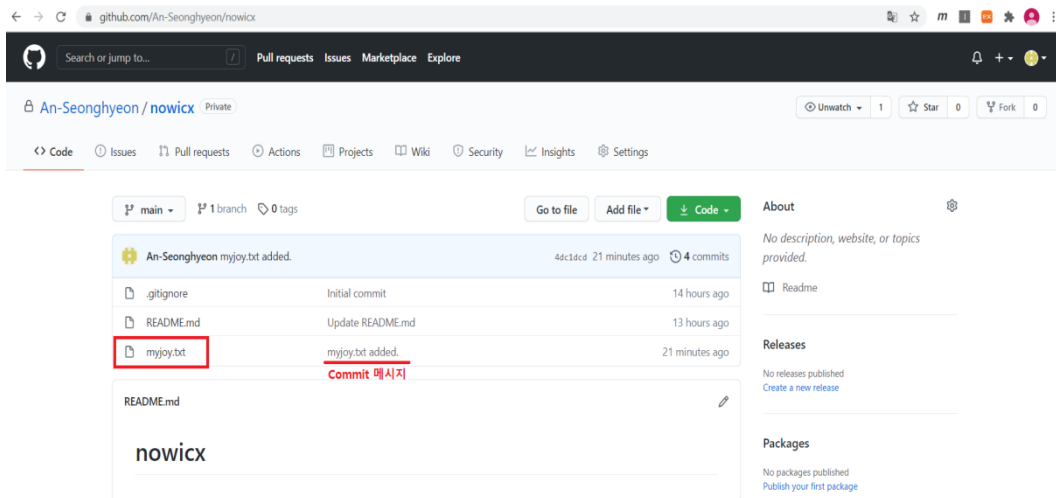 github.com/An-Seonghyeon/nowicx
m
EX
Search or jump to...
/
Pull requests Issues Marketplace Explore
An-Seonghyeon / nowicx Private
Unwatch 1 Star 0 Fork 0
Code Issues Pull requests Actions Projects Wiki Security Insights Settings
main 1 branch 0 tags Go to file Add file Code
An-Seonghyeon myjoy.txt added. 4dc1dcd 21 minutes ago 4 commits
.gitignore Initial commit 14 hours ago
README.md Update README.md 13 hours ago
myjoy.txt myjoy.txt added. 21 minutes ago
Commit 메시지
README.md
nowicx
About
No description, website, or topics
provided.
Readme
Releases
No releases published
Create a new release
Packages
No packages published
Publish your first package